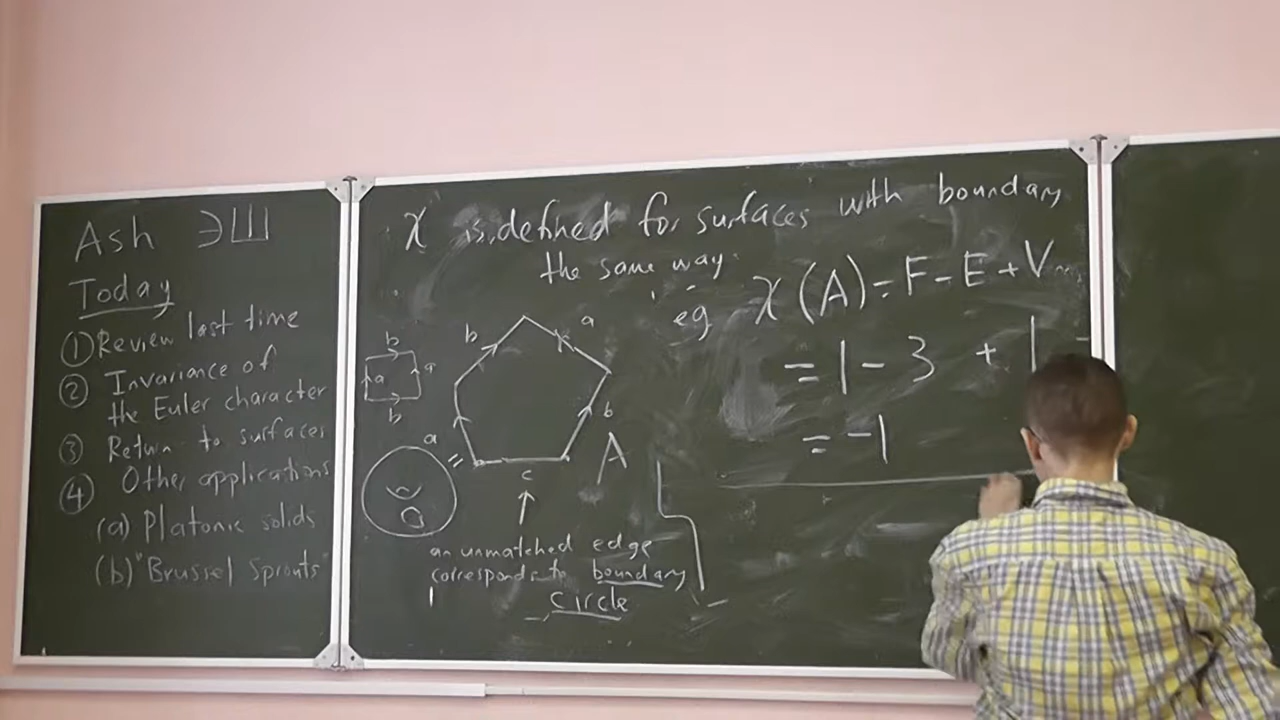 Ash ЭШ
Today
① Review last time
② Invariance of
the Euler character
③ Return to surfaces
④ Other applications
(a) Platonic solids
(b) "Brussel Sprouts"
χ is defined for surfaces with boundary
the same way.
eg χ(A) = F - E + V
= 1 - 3 + 1
= -1
b
a
a
b
b
a
b
a
c
A
=
an unmatched edge
corresponds to boundary
circle